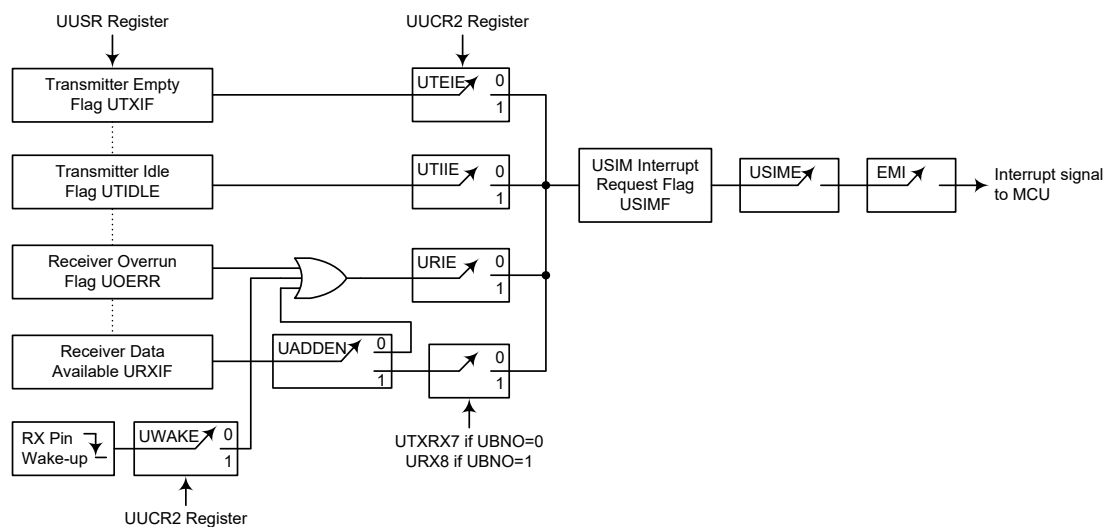 UUSR Register
UUCR2 Register
Transmitter Empty
Flag UTXIF
UTEIE
0
1
Transmitter Idle
Flag UTIDLE
UTIIE
0
1
USIM Interrupt
Request Flag
USIMF
USIME
EMI
Interrupt signal
to MCU
Receiver Overrun
Flag UOERR
URIE
0
1
Receiver Data
Available URXIF
UADDEN
0
1
0
1
RX Pin
Wake-up
UWAKE
0
1
UTXRX7 if UBNO=0
URX8 if UBNO=1
UUCR2 Register